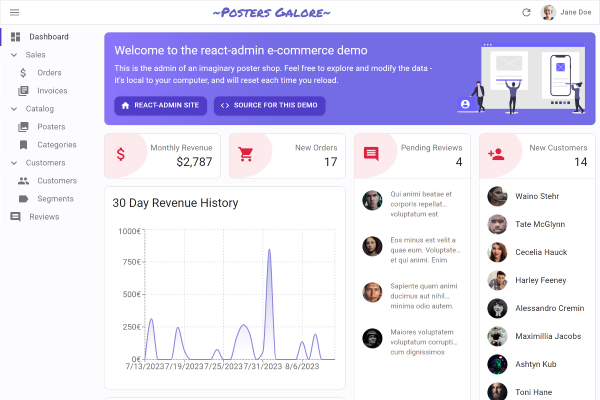 ~Posters Galore~
Jane Doe
Dashboard
Sales
Orders
Invoices
Catalog
Posters
Categories
Customers
Customers
Segments
Reviews
Welcome to the react-admin e-commerce demo
This is the admin of an imaginary poster shop. Feel free to explore and modify the data -
it's local to your computer, and will reset each time you reload.
REACT-ADMIN SITE
SOURCE FOR THIS DEMO
Monthly Revenue
$2,787
New Orders
17
30 Day Revenue History
1000€
750€
500€
250€
0€
7/13/2023
7/19/2023
7/25/2023
7/31/2023
8/6/2023
Pending Reviews
4
Qui animi beatae et
corporis repellat...
voluptatum est
Eos minus est velit a
quae eum. Voluptate...
et qui animi. Enim
Sapiente quam animi
ducimus aut nihil...
minima odio autem.
Maiores voluptatem
voluptatum corrupti...
cum dignissimos
New Customers
14
Waino Stehr
Tate McGlynn
Cecelia Hauck
Harley Feeney
Alessandro Cremin
Maximillia Jacobs
Ashtyn Kub
Toni Hane